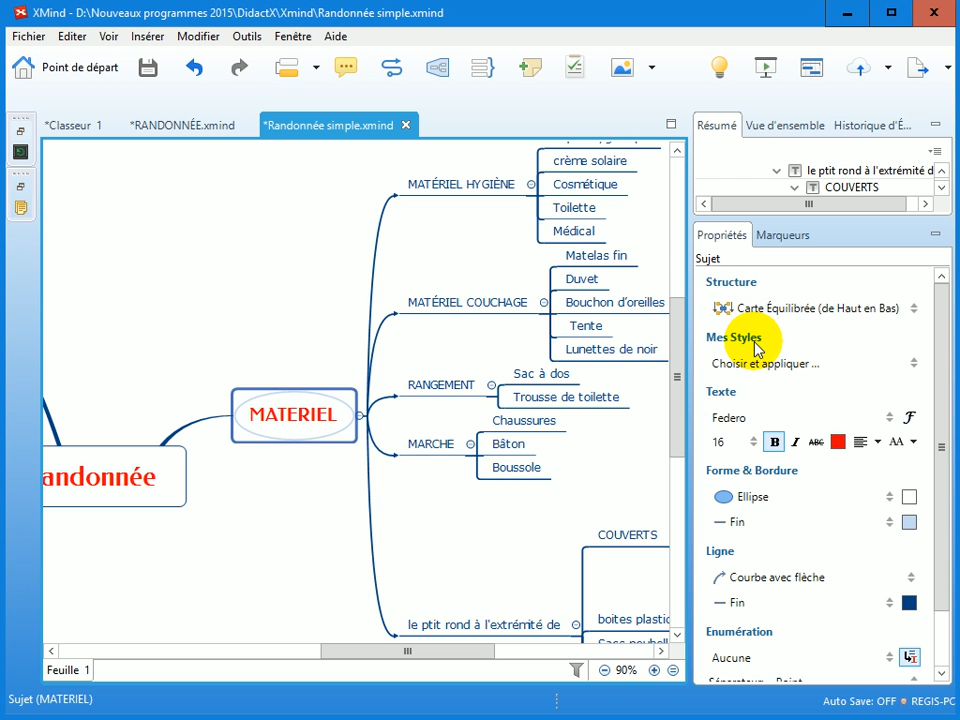 XMind - D:\Nouveaux programmes 2015\DidactX\Xmind\Randonnée simple.xmind
Fichier Editer Voir Insérer Modifier Outils Fenêtre Aide
Point de départ
*Classeur 1 *RANDONNÉE.xmind *Randonnée simple.xmind
Résumé Vue d'ensemble Historique d'É...
le ptit rond à l'extrémité d
COUVERTS
crème solaire
MATÉRIEL HYGIÈNE
Cosmétique
Toilette
Médical
Matelas fin
Duvet
MATÉRIEL COUCHAGE
Bouchon d'oreilles
Tente
Lunettes de noir
Sac à dos
RANGEMENT
Trousse de toilette
MATERIEL
Chaussures
MARCHE
Bâton
Boussole
andonnée
COUVERTS
boites plastic
le ptit rond à l'extrémité de
Propriétés Marqueurs
Sujet
Structure
Carte Équilibrée (de Haut en Bas)
Mes Styles
Choisir et appliquer ...
Texte
Federo
16 B I ABC AA
Forme & Bordure
Ellipse
Fin
Ligne
Courbe avec flèche
Fin
Enumération
Aucune
Feuille 1
90%
Sujet (MATERIEL)
Auto Save: OFF REGIS-PC